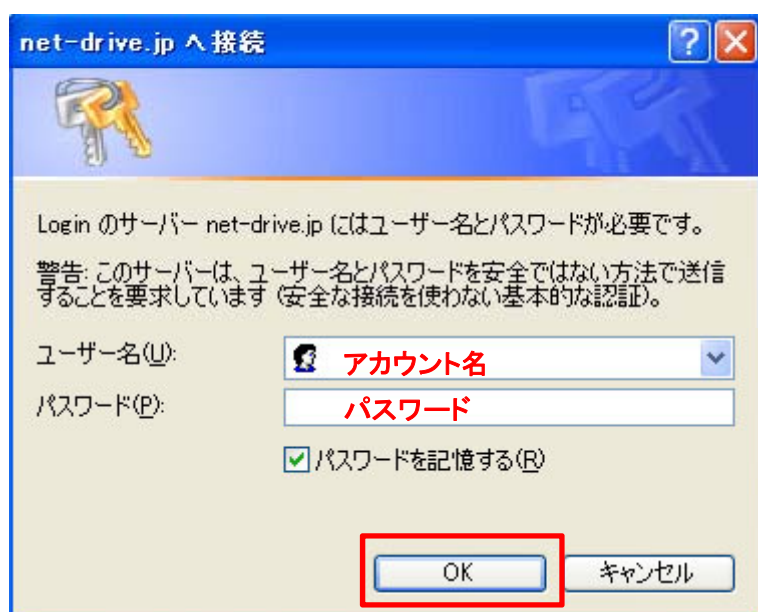 net-drive.jp へ接続
Login のサーバー net-drive.jp にはユーザー名とパスワードが必要です。
警告: このサーバーは、ユーザー名とパスワードを安全ではない方法で送信
することを要求しています (安全な接続を使わない基本的な認証)。
ユーザー名(U):
アカウント名
パスワード(P):
パスワード
パスワードを記憶する(R)
OK
キャンセル